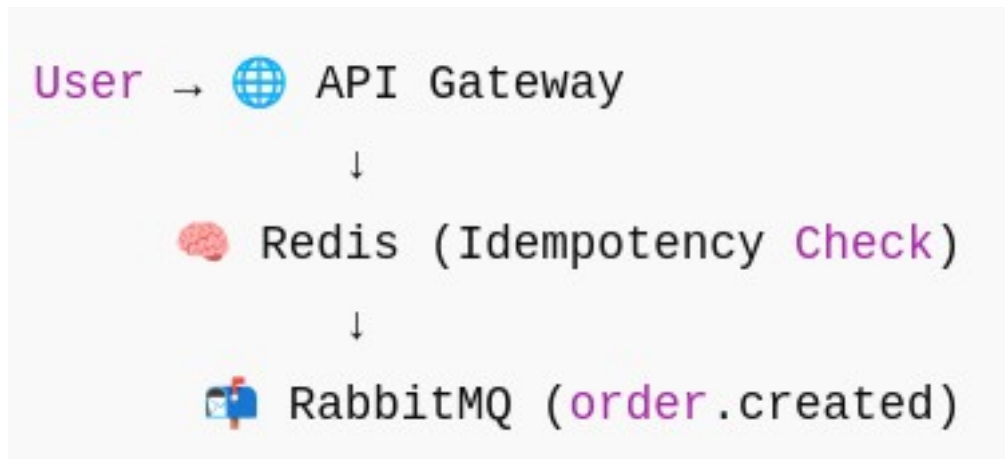 User → 🌐 API Gateway
↓
🧠 Redis (Idempotency Check)
↓
📬 RabbitMQ (order.created)